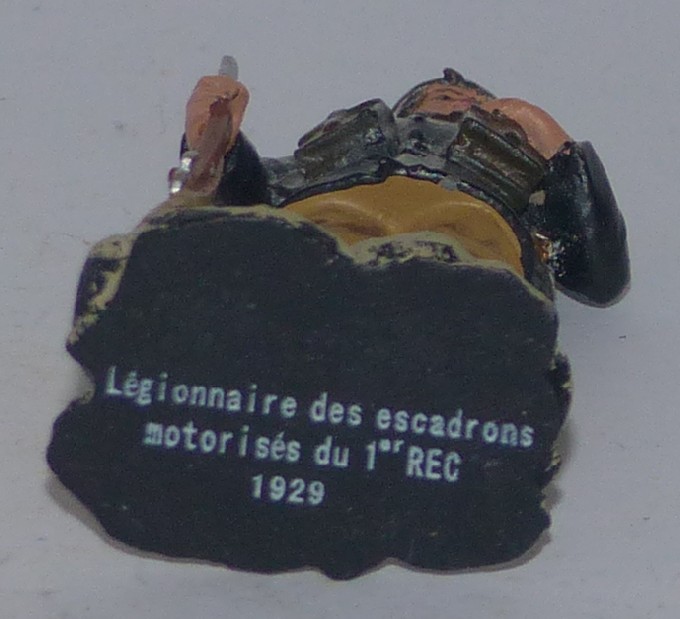 Légionnaire des escadrons
motorisés du 1er REC
1929